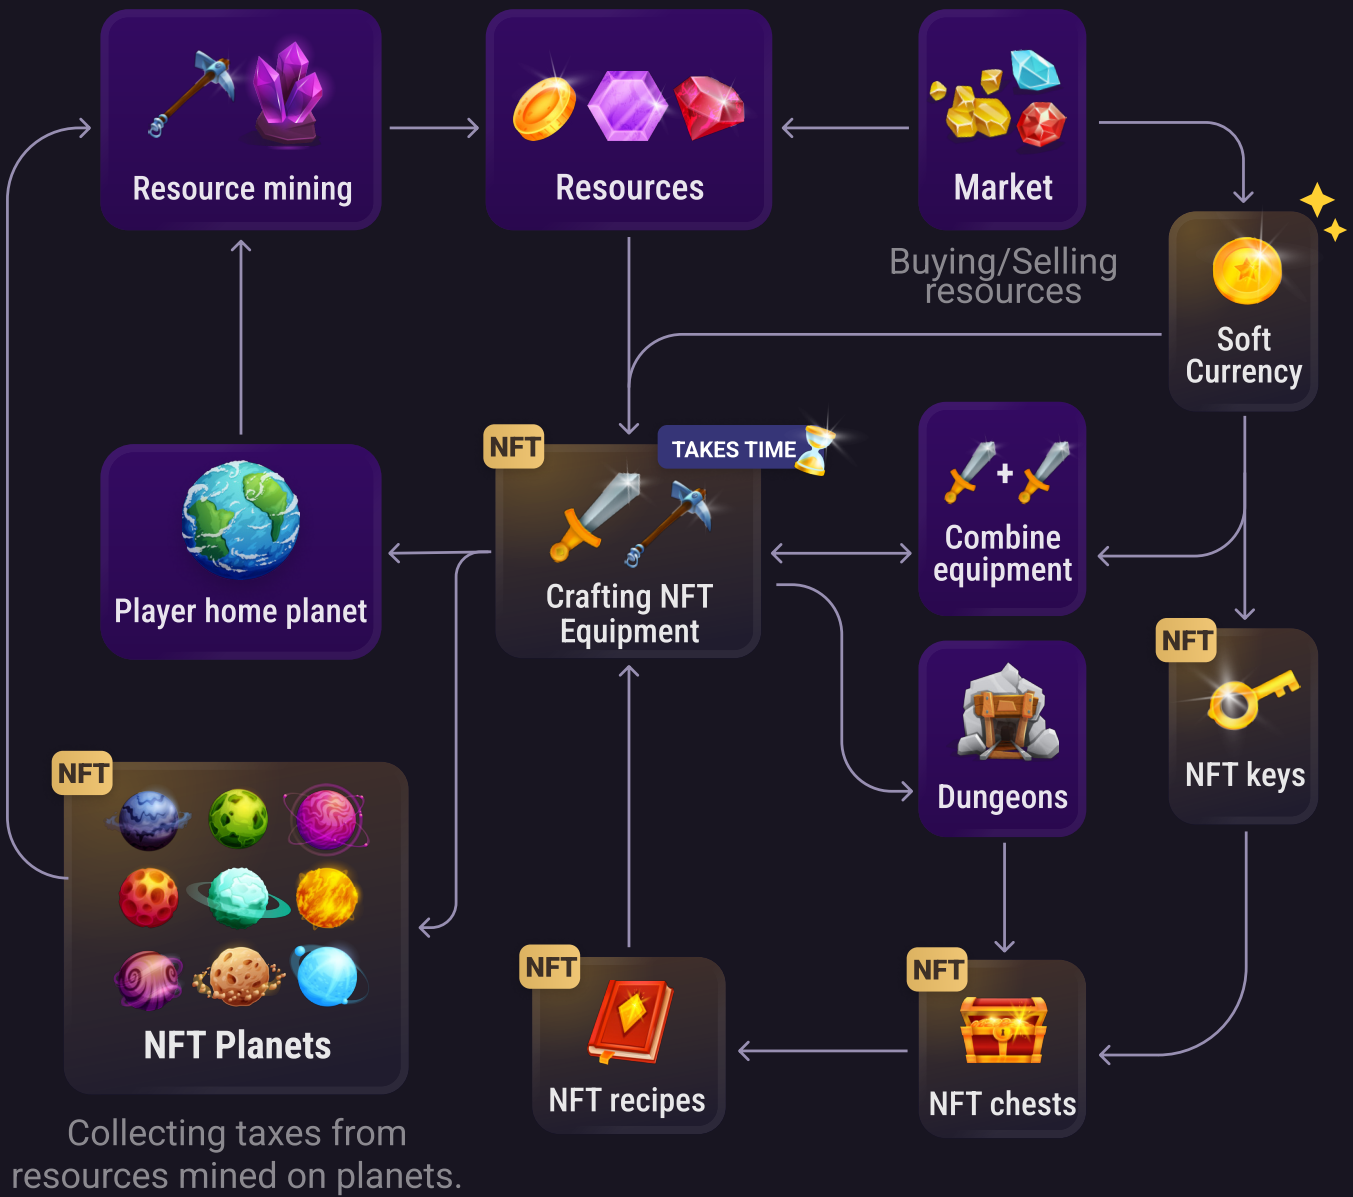 Resource mining
Resources
Market
Buying/Selling
resources
Soft
Currency
NFT
TAKES TIME
Crafting NFT
Equipment
+
Combine
equipment
Player home planet
NFT
NFT keys
Dungeons
NFT
NFT Planets
Collecting taxes from
resources mined on planets.
NFT
NFT recipes
NFT
NFT chests